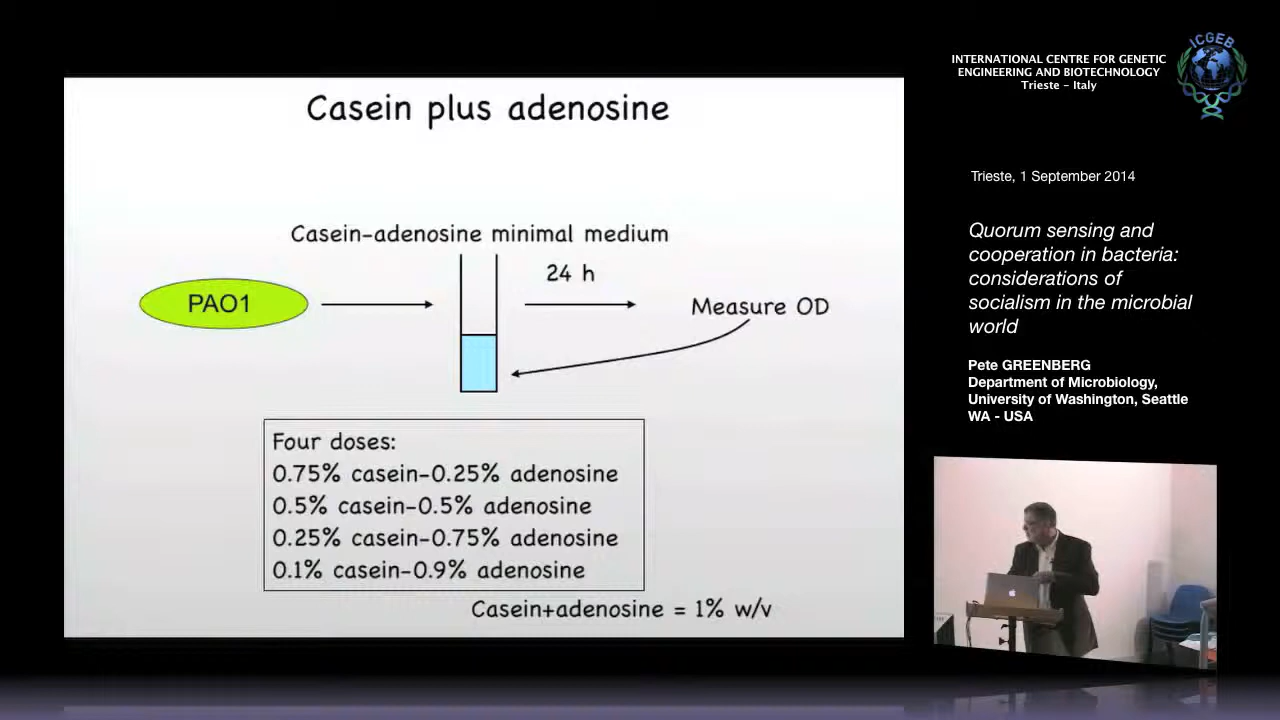 Casein plus adenosine
Casein-adenosine minimal medium
24 h
PAO1
Measure OD
Four doses:
0.75% casein-0.25% adenosine
0.5% casein-0.5% adenosine
0.25% casein-0.75% adenosine
0.1% casein-0.9% adenosine
Casein+adenosine = 1% w/v
INTERNATIONAL CENTRE FOR GENETIC
ENGINEERING AND BIOTECHNOLOGY
Trieste - Italy
ICGEB
Trieste, 1 September 2014
Quorum sensing and
cooperation in bacteria:
considerations of
socialism in the microbial
world
Pete GREENBERG
Department of Microbiology,
University of Washington, Seattle
WA - USA